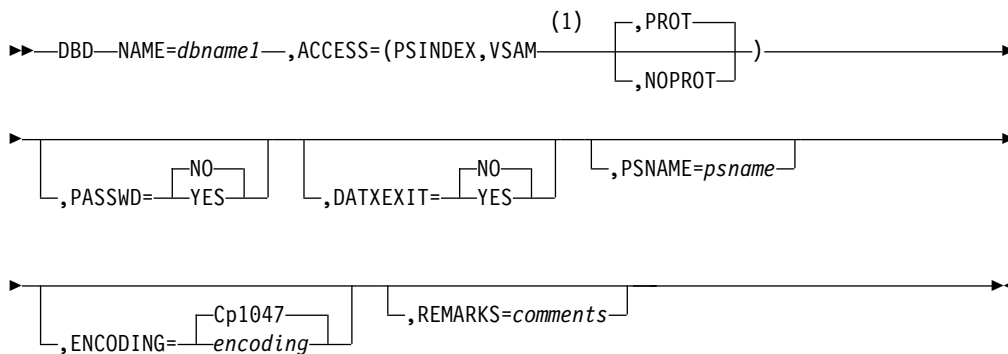 (1) ,PROT
DBD NAME=dbname1 ,ACCESS=(PSINDEX,VSAM )
,NOPROT
NO NO ,PSNAME=psname
,PASSWD= YES ,DATXEXIT= YES
Cp1047 ,REMARKS=comments
,ENCODING= encoding